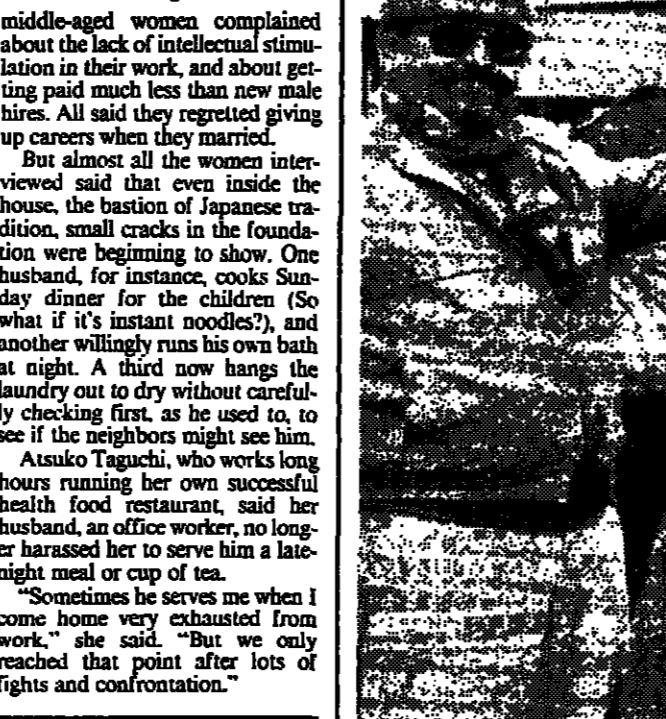 middle-aged women complained
about the lack of intellectual stimu-
lation in their work, and about get-
ting paid much less than new male
hires. All said they regretted giving
up careers when they married.
But almost all the women inter-
viewed said that even inside the
house, the bastion of Japanese tra-
dition, small cracks in the founda-
tion were beginning to show. One
husband, for instance, cooks Sun-
day dinner for the children (So
what if it's instant noodles?), and
another willingly runs his own bath
at night. A third now hangs the
laundry out to dry without careful-
ly checking first, as he used to, to
see if the neighbors might see him.
Atsuko Taguchi, who works long
hours running her own successful
health food restaurant, said her
husband, an office worker, no long-
er harassed her to serve him a late-
night meal or cup of tea.
"Sometimes he serves me when I
come home very exhausted from
work," she said. "But we only
reached that point after lots of
fights and confrontation."